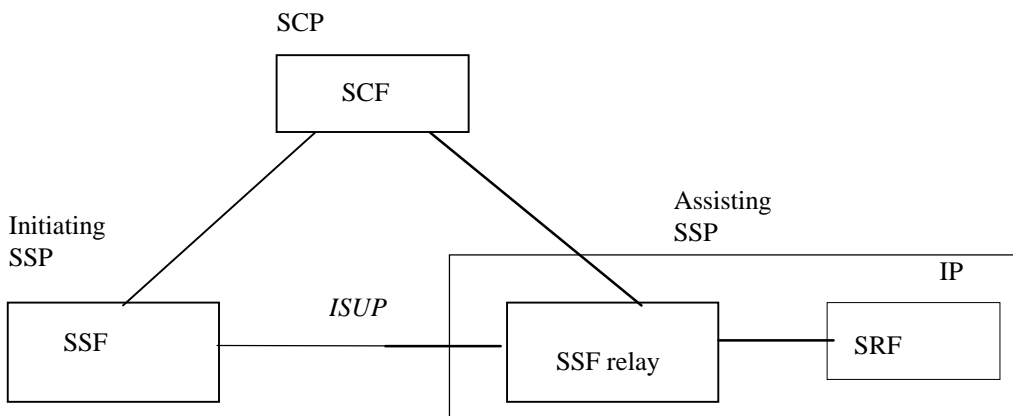 SCP
SCF
Initiating
SSP
Assisting
SSP
IP
ISUP
SSF
SSF relay
SRF